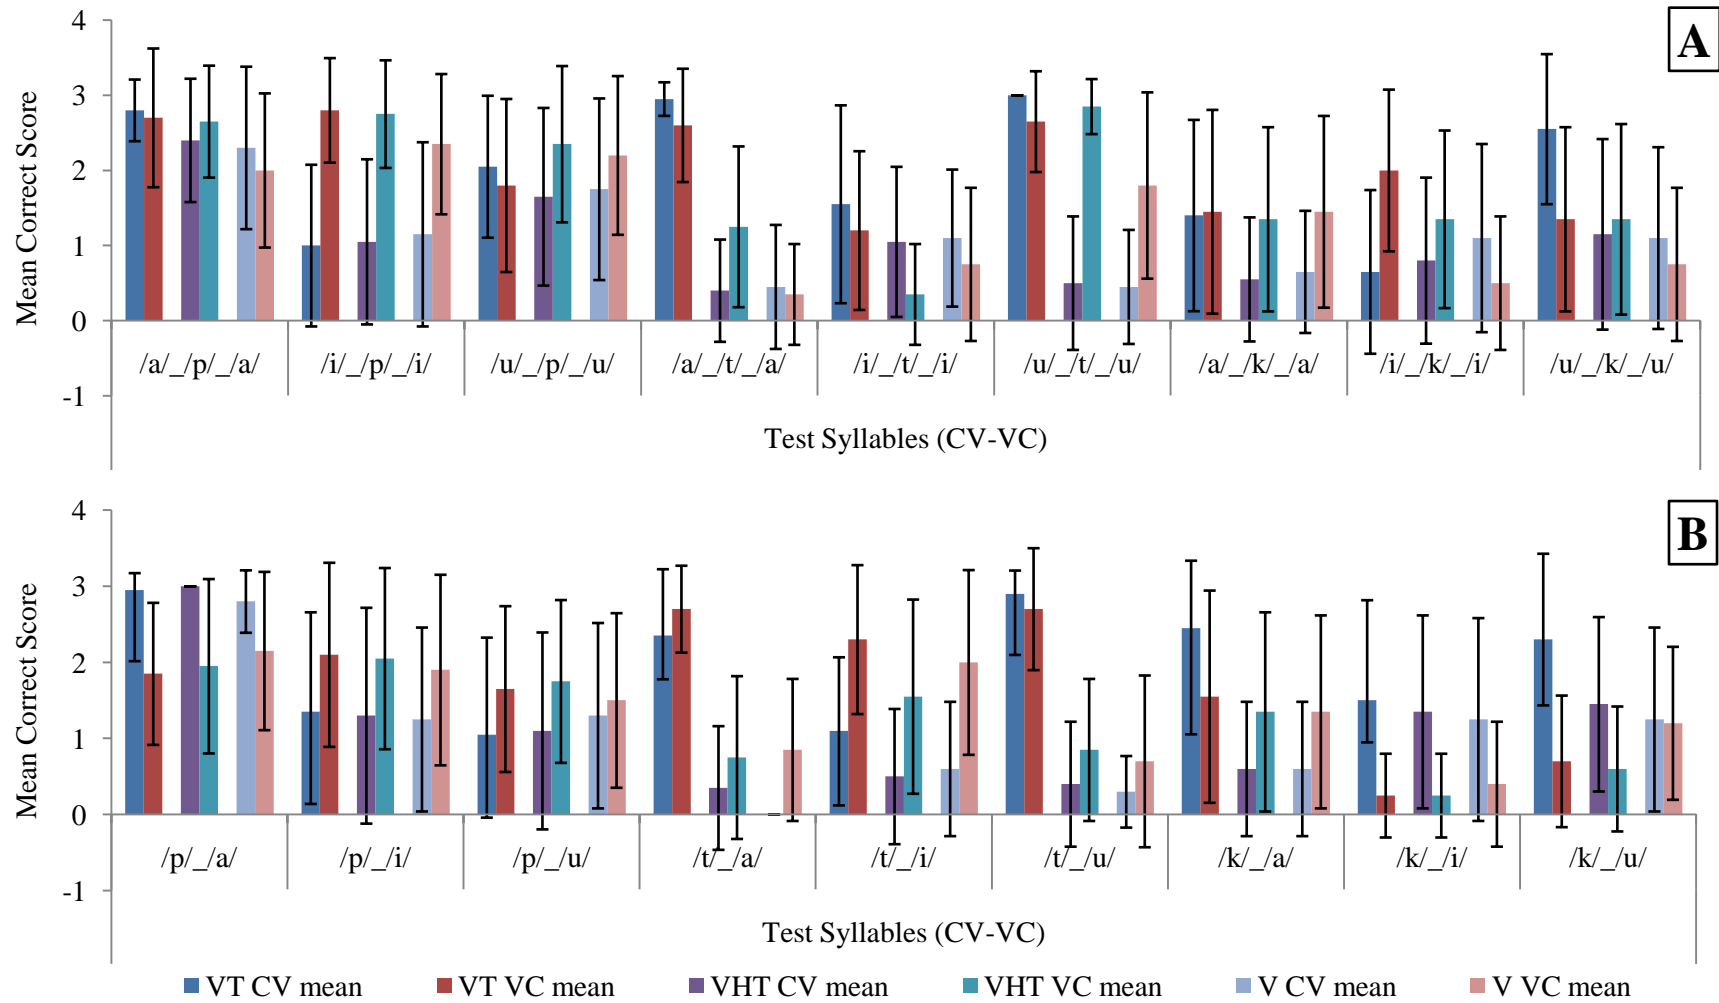 A
Mean Correct Score
4
3
2
1
0
-1
/a/_/p/_/a/ /i/_/p/_/i/ /u/_/p/_/u/ /a/_/t/_/a/ /i/_/t/_/i/ /u/_/t/_/u/ /a/_/k/_/a/ /i/_/k/_/i/ /u/_/k/_/u/
Test Syllables (CV-VC)
B
Mean Correct Score
4
3
2
1
0
-1
/p/_/a/ /p/_/i/ /p/_/u/ /t/_/a/ /t/_/i/ /t/_/u/ /k/_/a/ /k/_/i/ /k/_/u/
Test Syllables (CV-VC)
VT CV mean VT VC mean VHT CV mean VHT VC mean V CV mean V VC mean